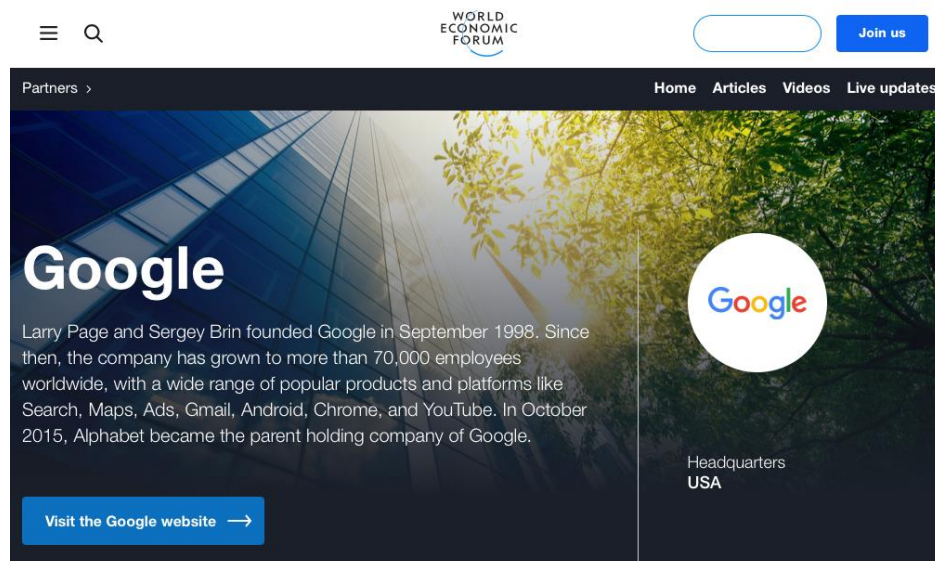 WORLD
ECONOMIC
FORUM
Join us
Partners ›
Home Articles Videos Live updates
Google
Larry Page and Sergey Brin founded Google in September 1998. Since
then, the company has grown to more than 70,000 employees
worldwide, with a wide range of popular products and platforms like
Search, Maps, Ads, Gmail, Android, Chrome, and YouTube. In October
2015, Alphabet became the parent holding company of Google.
Google
Headquarters
USA
Visit the Google website →